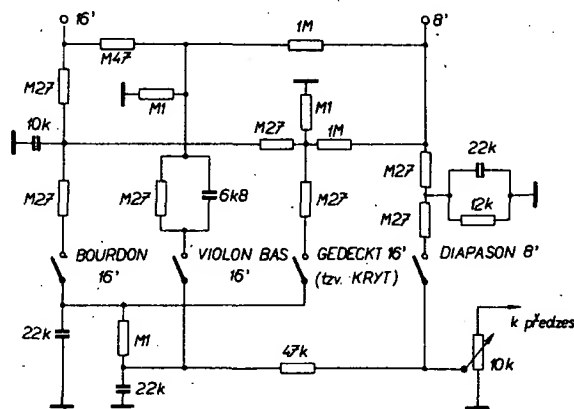 16'
8'
1M
M47
M27
M1
M1
10k
M27
1M
22k
M27
M27
M27
6k8
M27
12k
M27
BOURDON
16'
VIOLON BAS
16'
GEDECKT 16'
(tzv. KRYT)
DIAPASON 8'
22k
M1
47k
k předzes
10k
22k